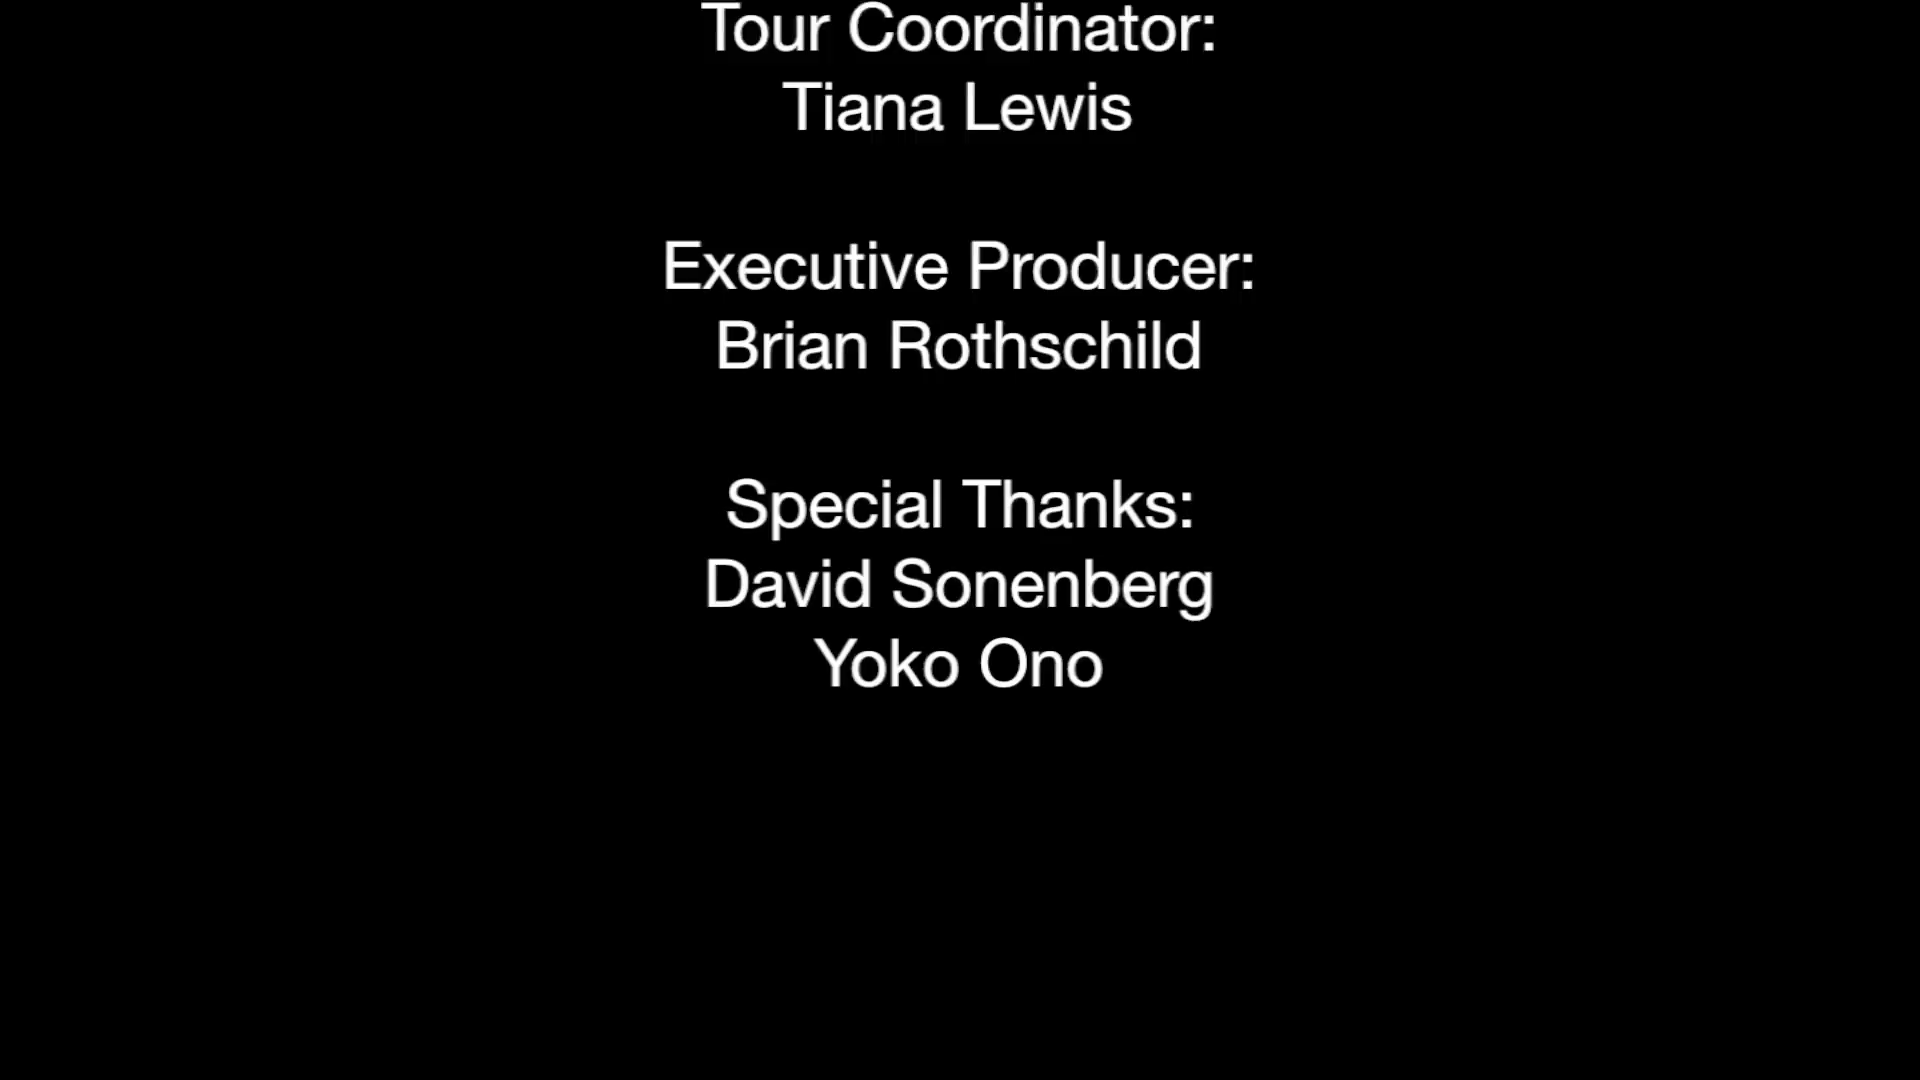 Tour Coordinator:
Tiana Lewis
Executive Producer:
Brian Rothschild
Special Thanks:
David Sonenberg
Yoko Ono